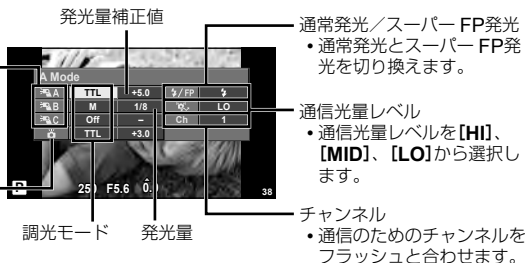 発光量補正値
A Mode
A TTL +5.0 /FP
B M 1/8 LO
C Off – Ch 1
TTL +3.0
P 250 F5.6 0.0 38
調光モード 発光量
通常発光／スーパー FP発光
• 通常発光とスーパー FP発
光を切り換えます。
通信光量レベル
• 通信光量レベルを[HI]、
[MID]、[LO]から選択し
ます。
チャンネル
• 通信のためのチャンネルを
フラッシュと合わせます。